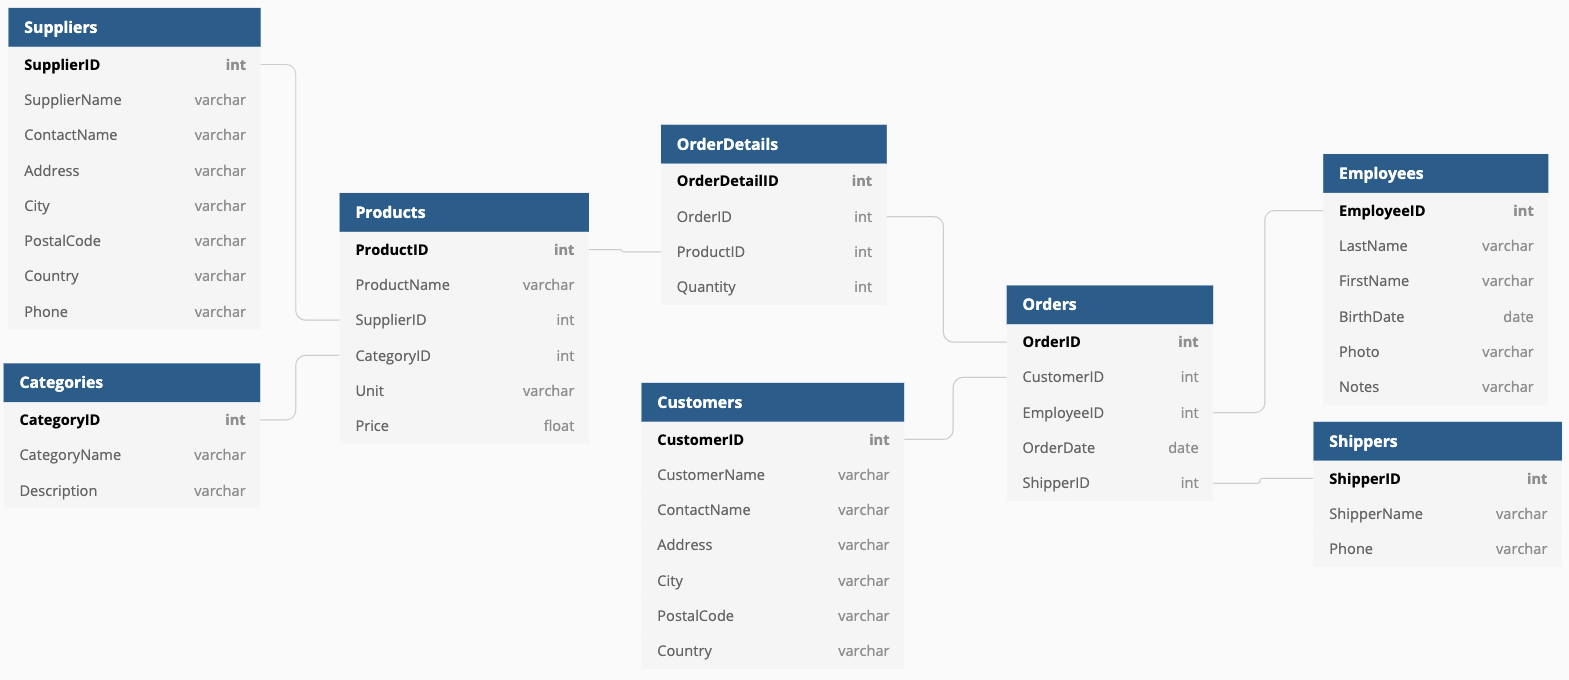 Suppliers
SupplierID int
SupplierName varchar
ContactName varchar
Address varchar
City varchar
PostalCode varchar
Country varchar
Phone varchar
Categories
CategoryID int
CategoryName varchar
Description varchar
Products
ProductID int
ProductName varchar
SupplierID int
CategoryID int
Unit varchar
Price float
OrderDetails
OrderDetailID int
OrderID int
ProductID int
Quantity int
Customers
CustomerID int
CustomerName varchar
ContactName varchar
Address varchar
City varchar
PostalCode varchar
Country varchar
Orders
OrderID int
CustomerID int
EmployeeID int
OrderDate date
ShipperID int
Employees
EmployeeID int
LastName varchar
FirstName varchar
BirthDate date
Photo varchar
Notes varchar
Shippers
ShipperID int
ShipperName varchar
Phone varchar